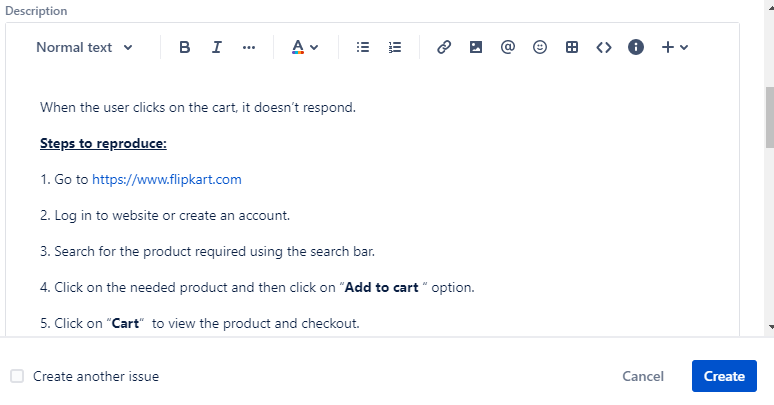 Description
Normal text
B I ... A
When the user clicks on the cart, it doesn't respond.
Steps to reproduce:
1. Go to https://www.flipkart.com
2. Log in to website or create an account.
3. Search for the product required using the search bar.
4. Click on the needed product and then click on “Add to cart “ option.
5. Click on “Cart”  to view the product and checkout.
Create another issue
Cancel
Create